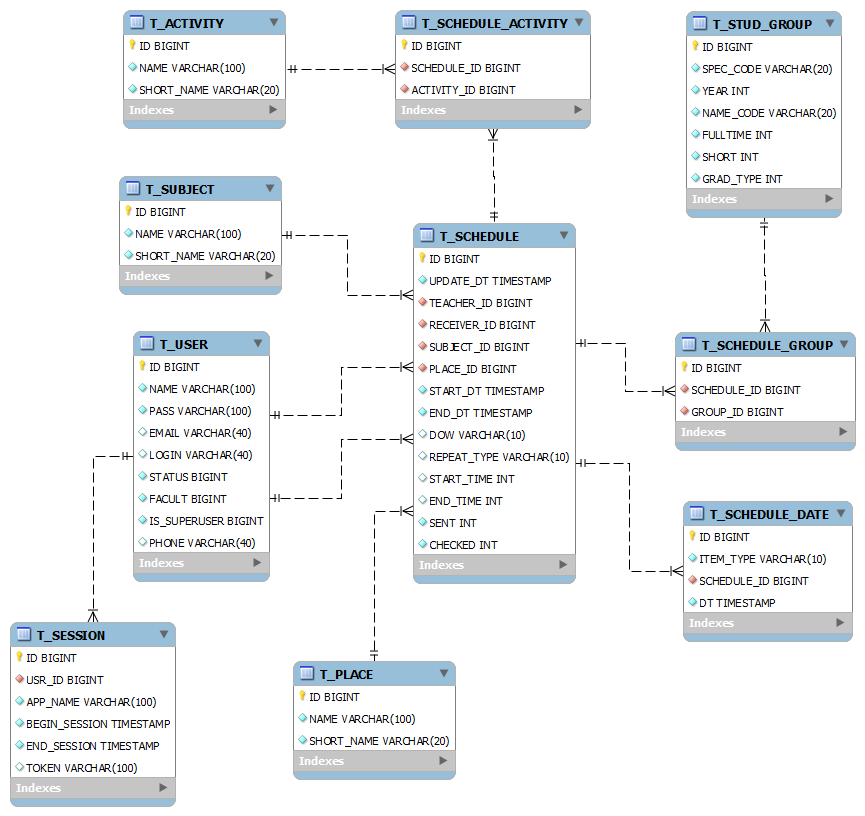 T_ACTIVITY
ID BIGINT
NAME VARCHAR(100)
SHORT_NAME VARCHAR(20)
Indexes
T_SCHEDULE_ACTIVITY
ID BIGINT
SCHEDULE_ID BIGINT
ACTIVITY_ID BIGINT
Indexes
T_STUD_GROUP
ID BIGINT
SPEC_CODE VARCHAR(20)
YEAR INT
NAME_CODE VARCHAR(20)
FULLTIME INT
SHORT INT
GRAD_TYPE INT
Indexes
T_SUBJECT
ID BIGINT
NAME VARCHAR(100)
SHORT_NAME VARCHAR(20)
Indexes
T_SCHEDULE
ID BIGINT
UPDATE_DT TIMESTAMP
TEACHER_ID BIGINT
RECEIVER_ID BIGINT
SUBJECT_ID BIGINT
PLACE_ID BIGINT
START_DT TIMESTAMP
END_DT TIMESTAMP
DOW VARCHAR(10)
REPEAT_TYPE VARCHAR(10)
START_TIME INT
END_TIME INT
SENT INT
CHECKED INT
Indexes
T_USER
ID BIGINT
NAME VARCHAR(100)
PASS VARCHAR(100)
EMAIL VARCHAR(40)
LOGIN VARCHAR(40)
STATUS BIGINT
FACULT BIGINT
IS_SUPERUSER BIGINT
PHONE VARCHAR(40)
Indexes
T_SCHEDULE_GROUP
ID BIGINT
SCHEDULE_ID BIGINT
GROUP_ID BIGINT
Indexes
T_SCHEDULE_DATE
ID BIGINT
ITEM_TYPE VARCHAR(10)
SCHEDULE_ID BIGINT
DT TIMESTAMP
Indexes
T_SESSION
ID BIGINT
USR_ID BIGINT
APP_NAME VARCHAR(100)
BEGIN_SESSION TIMESTAMP
END_SESSION TIMESTAMP
TOKEN VARCHAR(100)
Indexes
T_PLACE
ID BIGINT
NAME VARCHAR(100)
SHORT_NAME VARCHAR(20)
Indexes